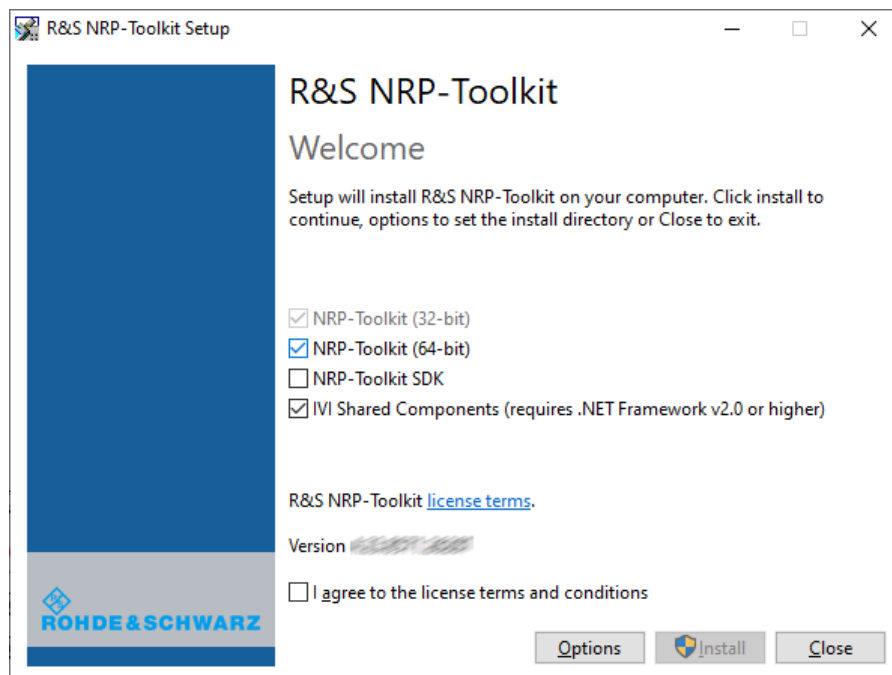 R&S NRP-Toolkit Setup
R&S NRP-Toolkit
Welcome
Setup will install R&S NRP-Toolkit on your computer. Click install to
continue, options to set the install directory or Close to exit.
NRP-Toolkit (32-bit)
NRP-Toolkit (64-bit)
NRP-Toolkit SDK
IVI Shared Components (requires .NET Framework v2.0 or higher)
R&S NRP-Toolkit license terms.
Version
I agree to the license terms and conditions
ROHDE&SCHWARZ
Options
Install
Close